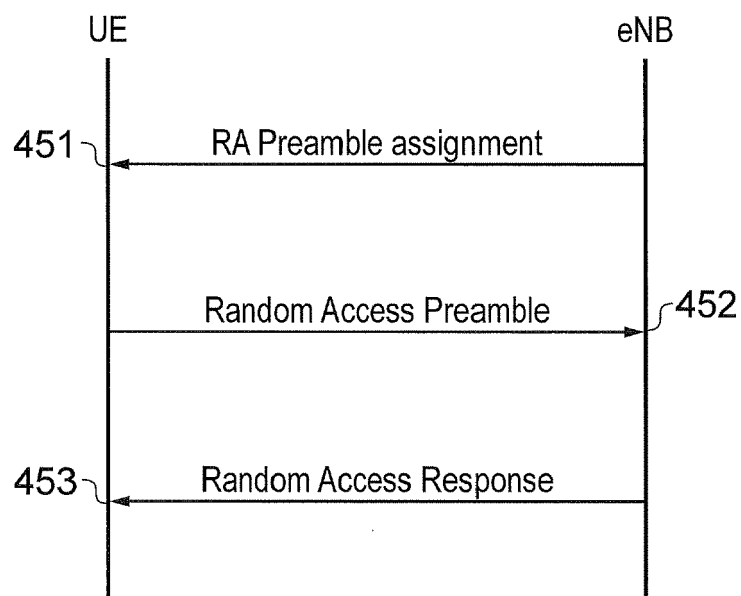 UE
eNB
451
RA Preamble assignment
Random Access Preamble
452
453
Random Access Response